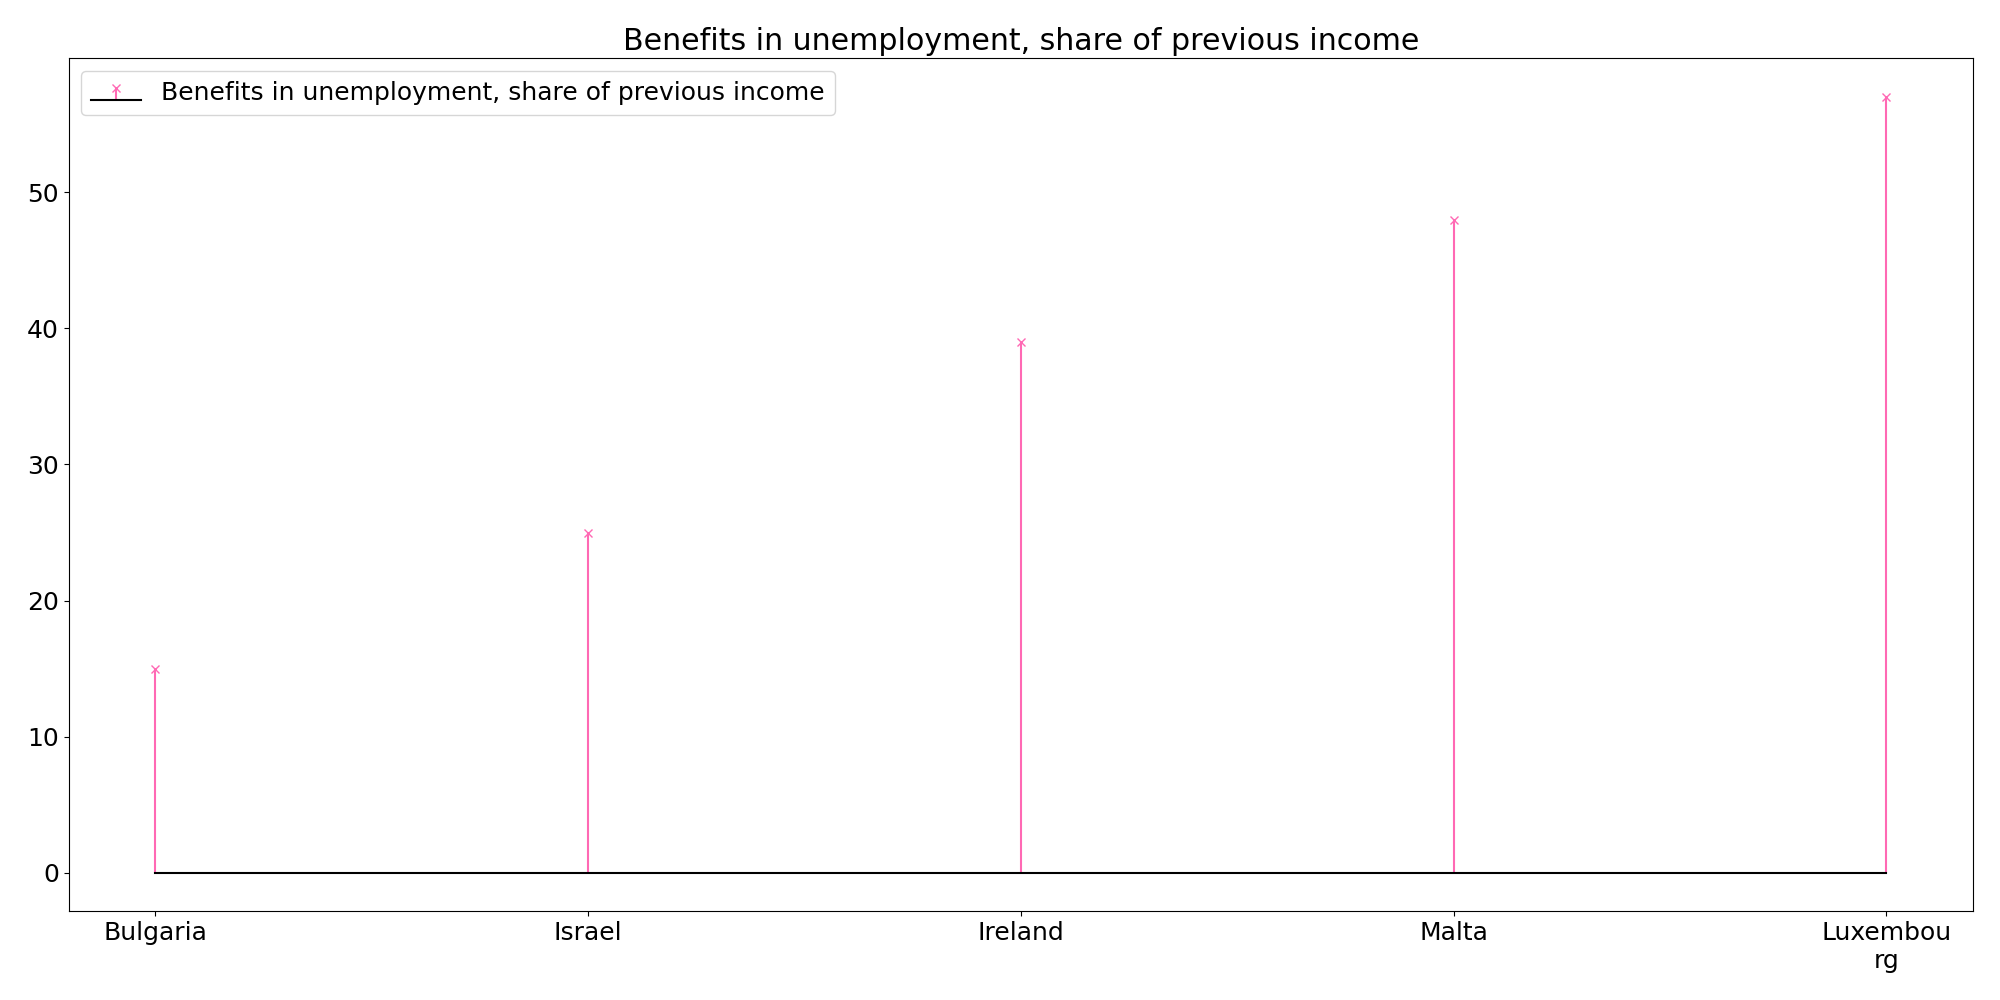 Benefits in unemployment, share of previous income
Benefits in unemployment, share of previous income
50
40
30
20
10
0
Bulgaria
Israel
Ireland
Malta
Luxembou
rg